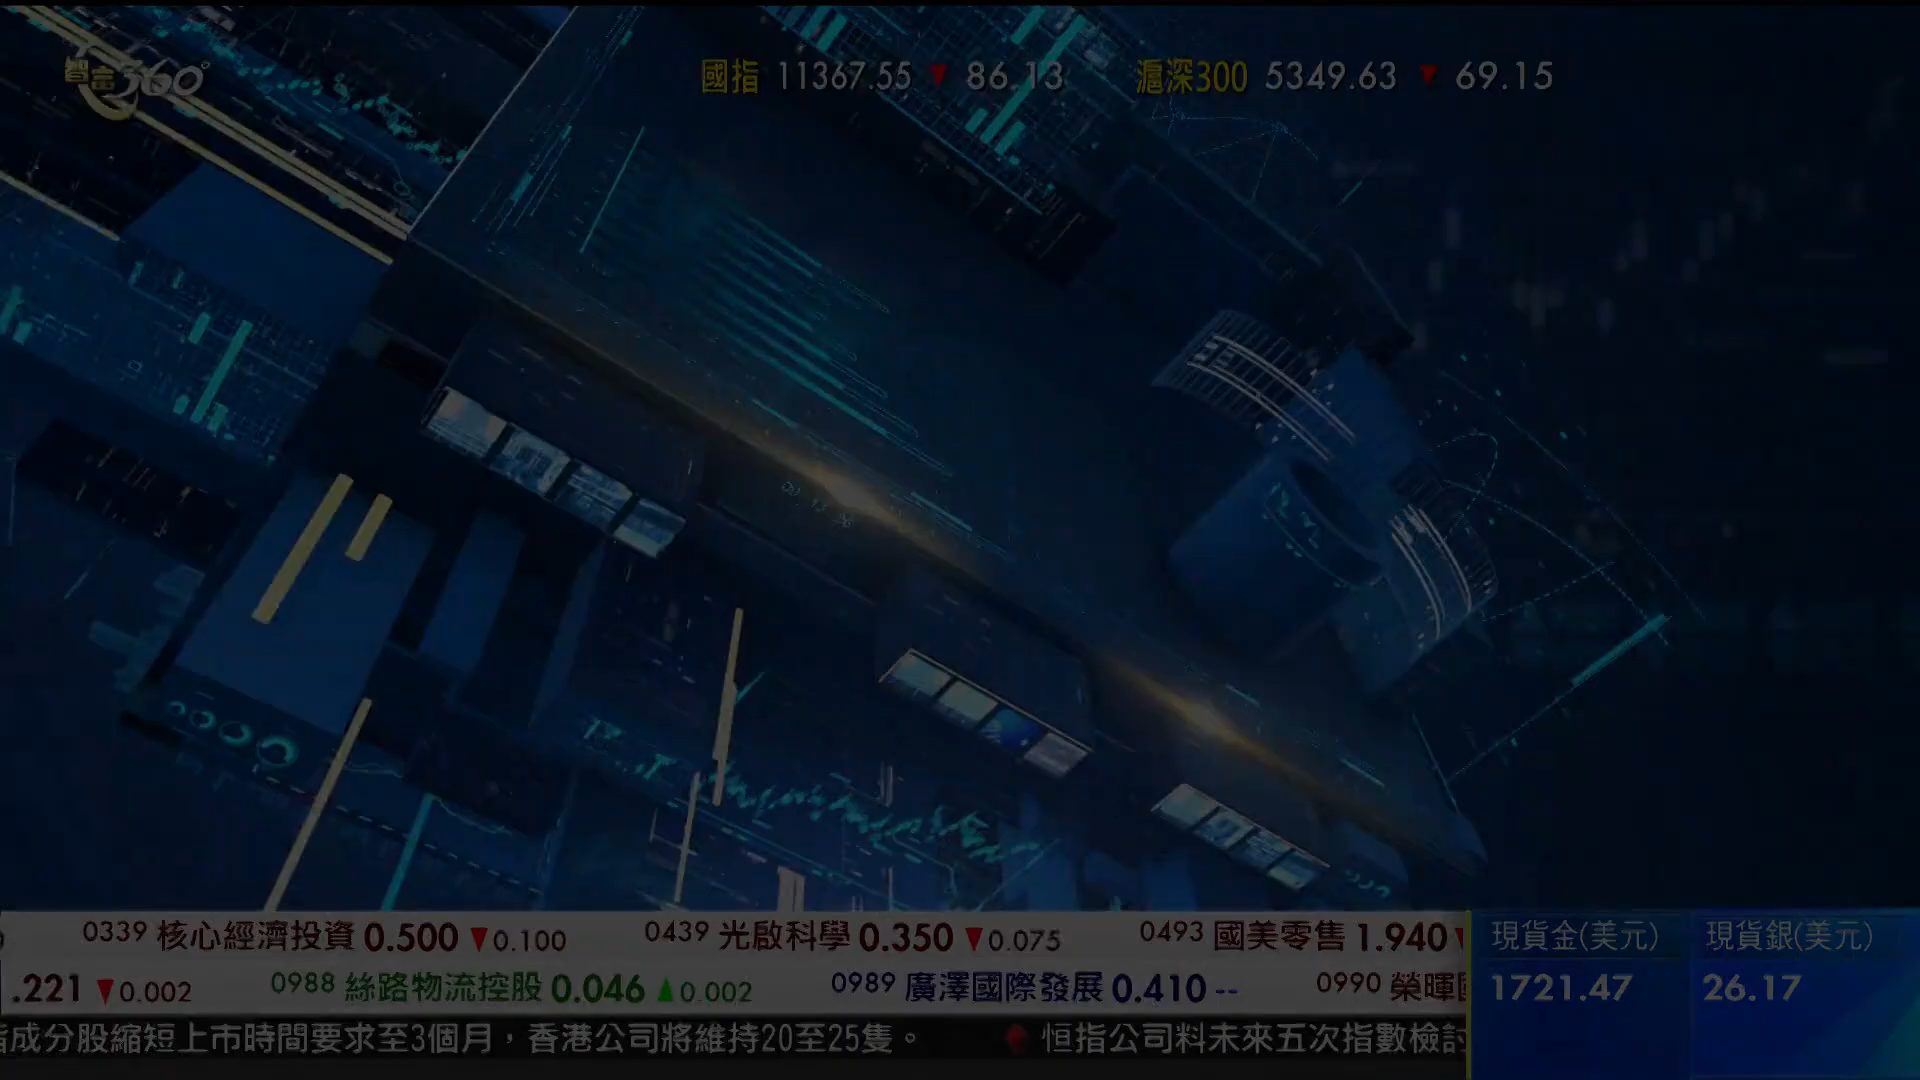 智富360°
國指 11367.55 ▼ 86.13 滬深300 5349.63 ▼ 69.15
0339 核心經濟投資 0.500 ▼0.100 0439 光啟科學 0.350 ▼0.075 0493 國美零售 1.940▼
.221 ▼0.002 0988 絲路物流控股 0.046 ▲0.002 0989 廣澤國際發展 0.410 -- 0990 榮暉
成分股縮短上市時間要求至3個月，香港公司將維持20至25隻。 恒指公司料未來五次指數檢討
現貨金(美元) 現貨銀(美元)
1721.47 26.17